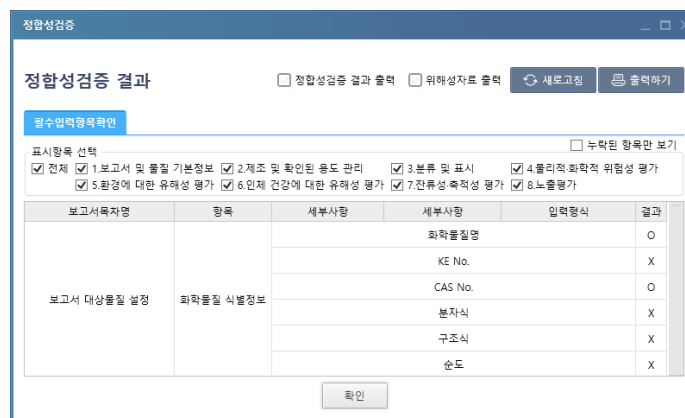 정합성검증
정합성검증 결과
정합성검증 결과 출력 위해성자료 출력 새로고침 출력하기
필수입력항목확인
누락된 항목만 보기
표시항목 선택
전체 1.보고서 및 물질 기본정보 2.제조 및 확인된 용도 관리 3.분류 및 표시 4.물리적·화학적 위험성 평가
5.환경에 대한 유해성 평가 6.인체 건강에 대한 유해성 평가 7.잔류성·축적성 평가 8.노출평가
보고서목차명 항목 세부사항 세부사항 입력형식 결과
화학물질명 O
KE No. X
CAS No. O
보고서 대상물질 설정 화학물질 식별정보
분자식 X
구조식 X
순도 X
확인